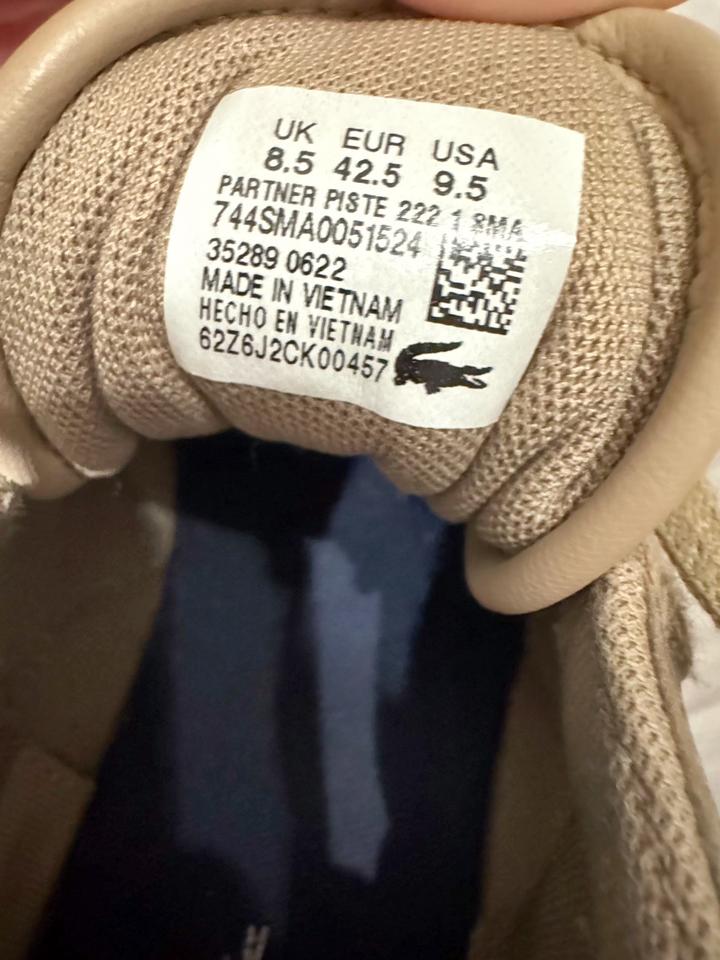 UK EUR USA
8.5 42.5 9.5
PARTNER PISTE 222 1 SMA
744SMA0051524
35289 0622
MADE IN VIETNAM
HECHO EN VIETNAM
62Z6J2CK00457